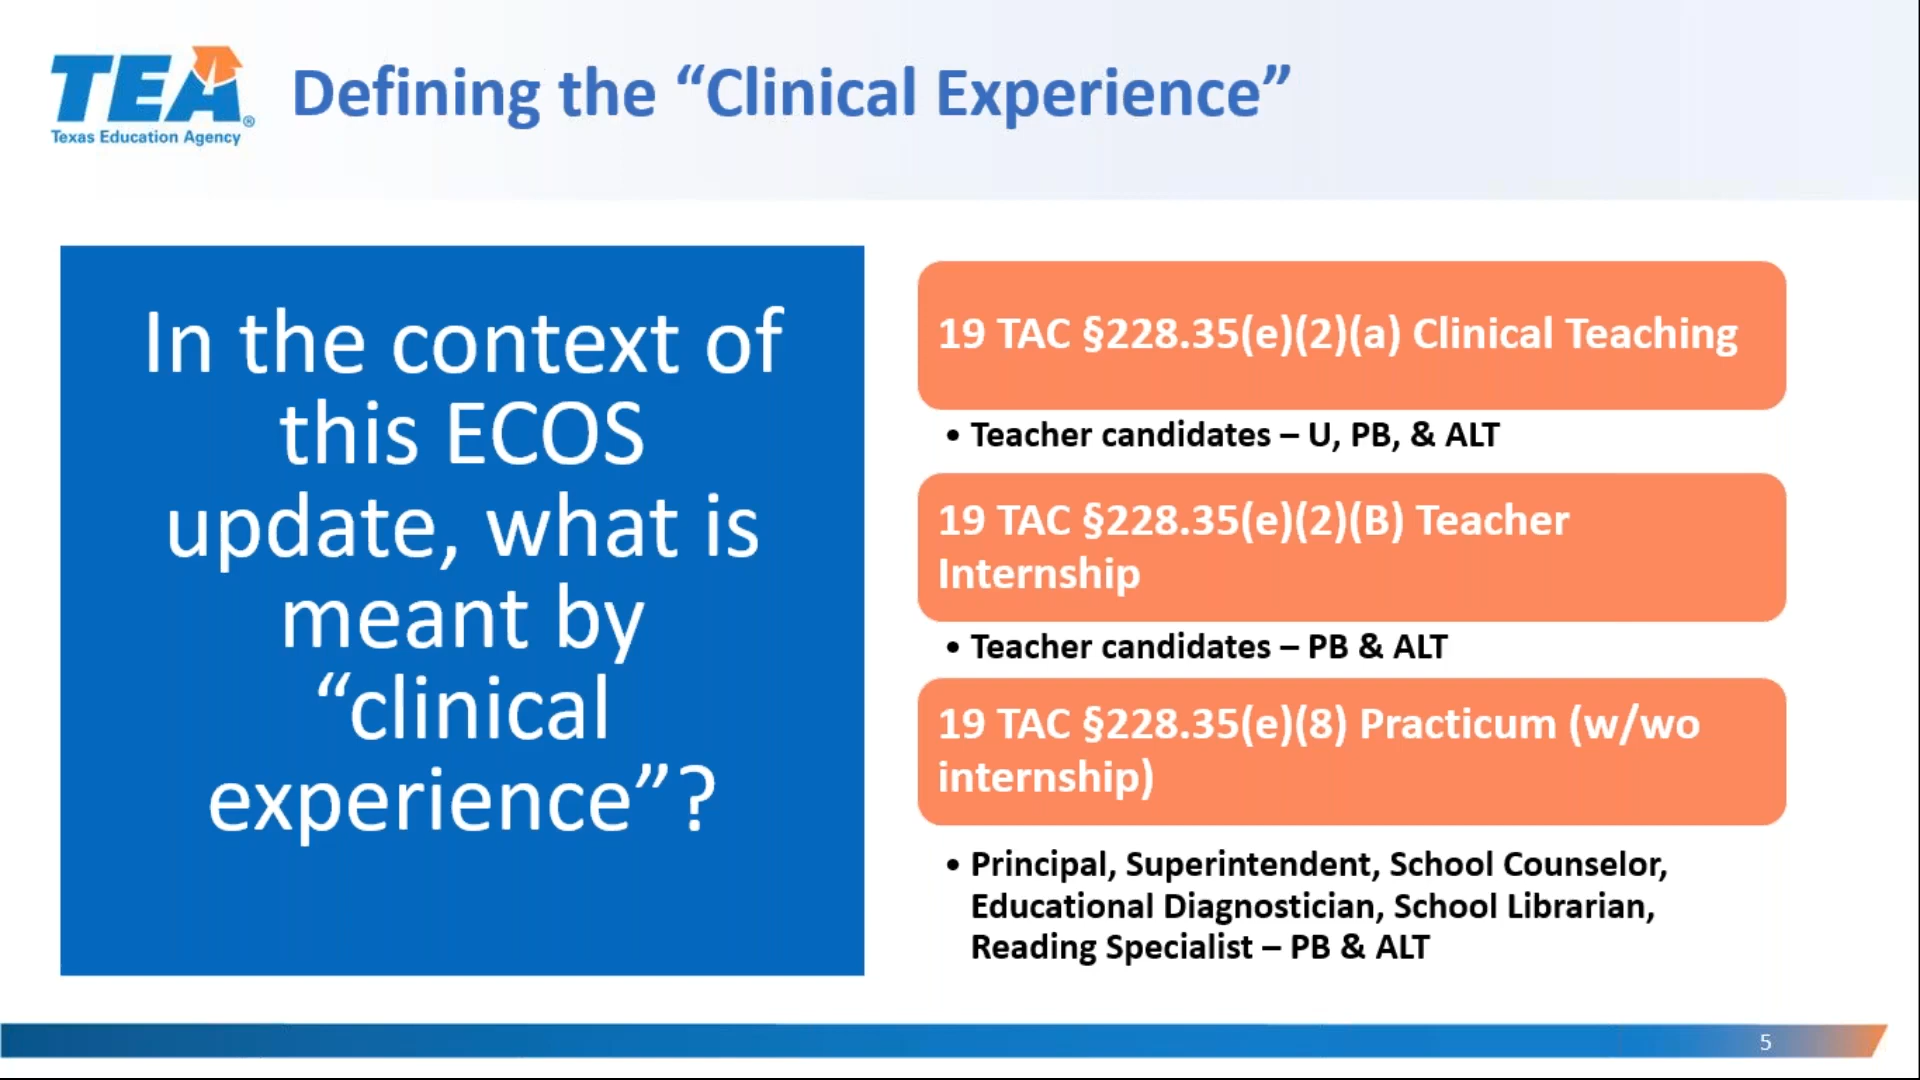 TEA®
Texas Education Agency
Defining the “Clinical Experience”
In the context of
this ECOS
update, what is
meant by
“clinical
experience”?
19 TAC §228.35(e)(2)(a) Clinical Teaching
• Teacher candidates – U, PB, & ALT
19 TAC §228.35(e)(2)(B) Teacher
Internship
• Teacher candidates – PB & ALT
19 TAC §228.35(e)(8) Practicum (w/wo
internship)
• Principal, Superintendent, School Counselor,
Educational Diagnostician, School Librarian,
Reading Specialist – PB & ALT
5